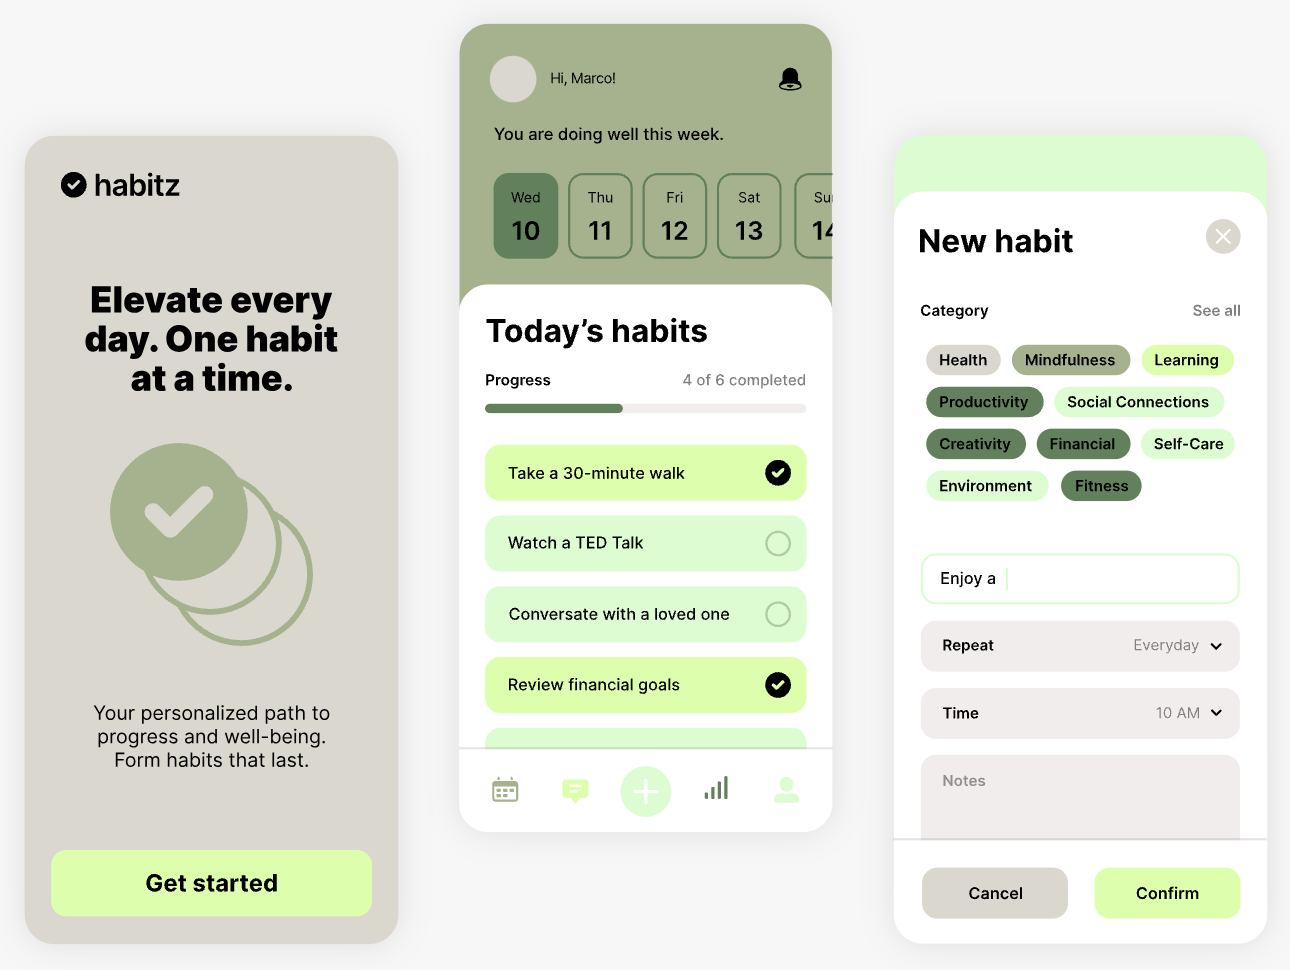 habitz
Elevate every
day. One habit
at a time.
Your personalized path to
progress and well-being.
Form habits that last.
Get started
Hi, Marco!
You are doing well this week.
Wed Thu Fri Sat Su
10 11 12 13 14
Today's habits
Progress 4 of 6 completed
Take a 30-minute walk
Watch a TED Talk
Conversate with a loved one
Review financial goals
New habit
Category See all
Health Mindfulness Learning
Productivity Social Connections
Creativity Financial Self-Care
Environment Fitness
Enjoy a
Repeat Everyday
Time 10 AM
Notes
Cancel Confirm